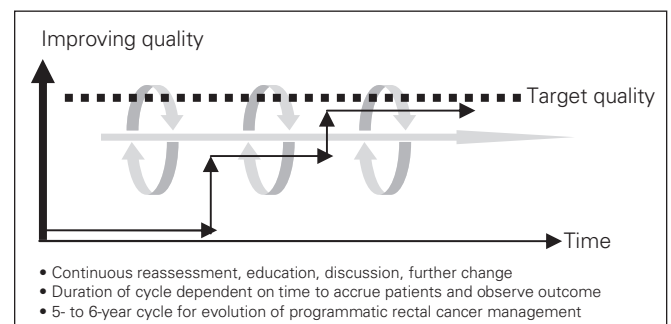 Improving quality
Target quality
Time
• Continuous reassessment, education, discussion, further change
• Duration of cycle dependent on time to accrue patients and observe outcome
• 5- to 6-year cycle for evolution of programmatic rectal cancer management